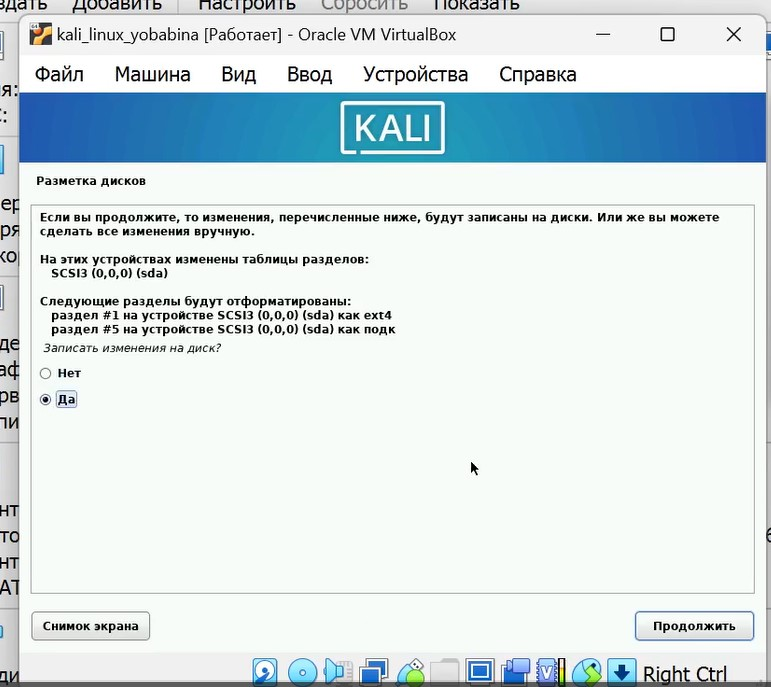 Добавить
Настроить
Сбросить
Показать
kali_linux_yobabina [Работает] - Oracle VM VirtualBox
Файл Машина Вид Ввод Устройства Справка
KALI
Разметка дисков
Если вы продолжите, то изменения, перечисленные ниже, будут записаны на диски. Или же вы можете
сделать все изменения вручную.
На этих устройствах изменены таблицы разделов:
SCSI3 (0,0,0) (sda)
Следующие разделы будут отформатированы:
раздел #1 на устройстве SCSI3 (0,0,0) (sda) как ext4
раздел #5 на устройстве SCSI3 (0,0,0) (sda) как подк
Записать изменения на диск?
Нет
Да
Снимок экрана
Продолжить
Right Ctrl